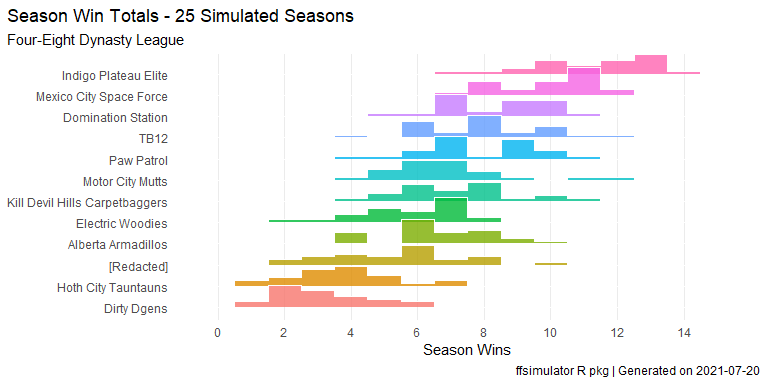 Season Win Totals - 25 Simulated Seasons
Four-Eight Dynasty League
Indigo Plateau Elite
Mexico City Space Force
Domination Station
TB12
Paw Patrol
Motor City Mutts
Kill Devil Hills Carpetbaggers
Electric Woodies
Alberta Armadillos
[Redacted]
Hoth City Tauntauns
Dirty Dgens
0 2 4 6 8 10 12 14
Season Wins
ffsimulator R pkg | Generated on 2021-07-20